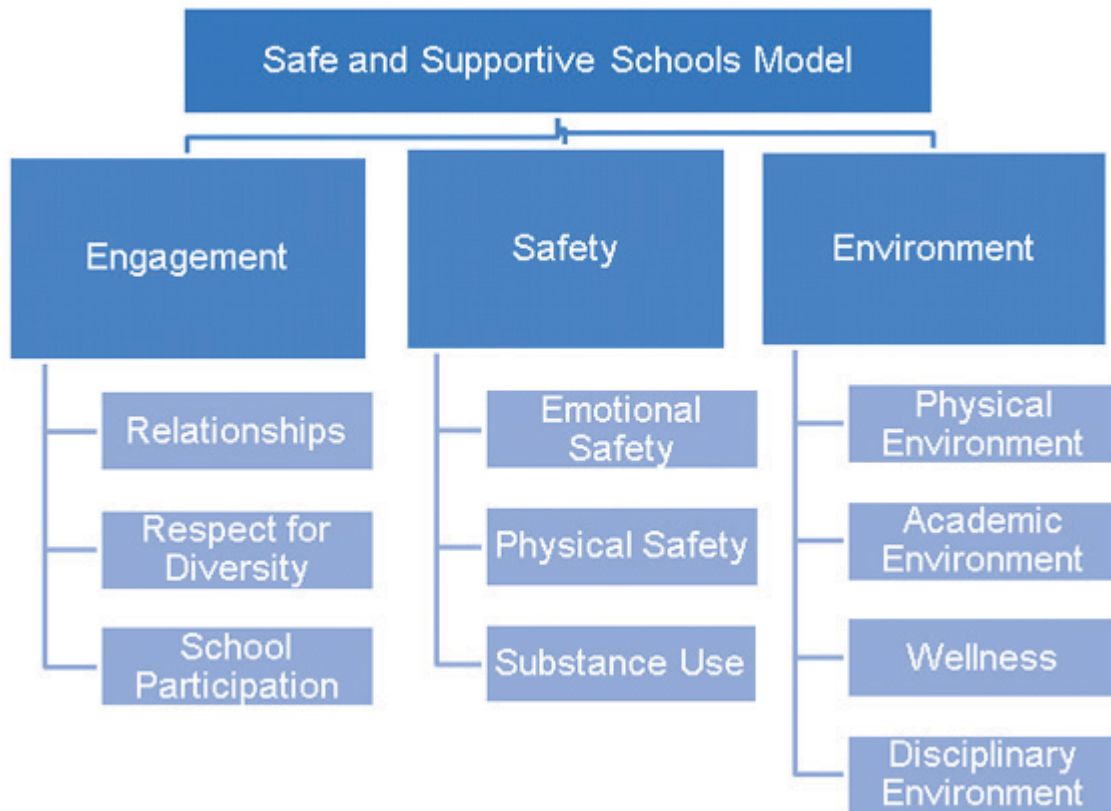 Safe and Supportive Schools Model
Engagement
Relationships
Respect for
Diversity
School
Participation
Safety
Emotional
Safety
Physical Safety
Substance Use
Environment
Physical
Environment
Academic
Environment
Wellness
Disciplinary
Environment